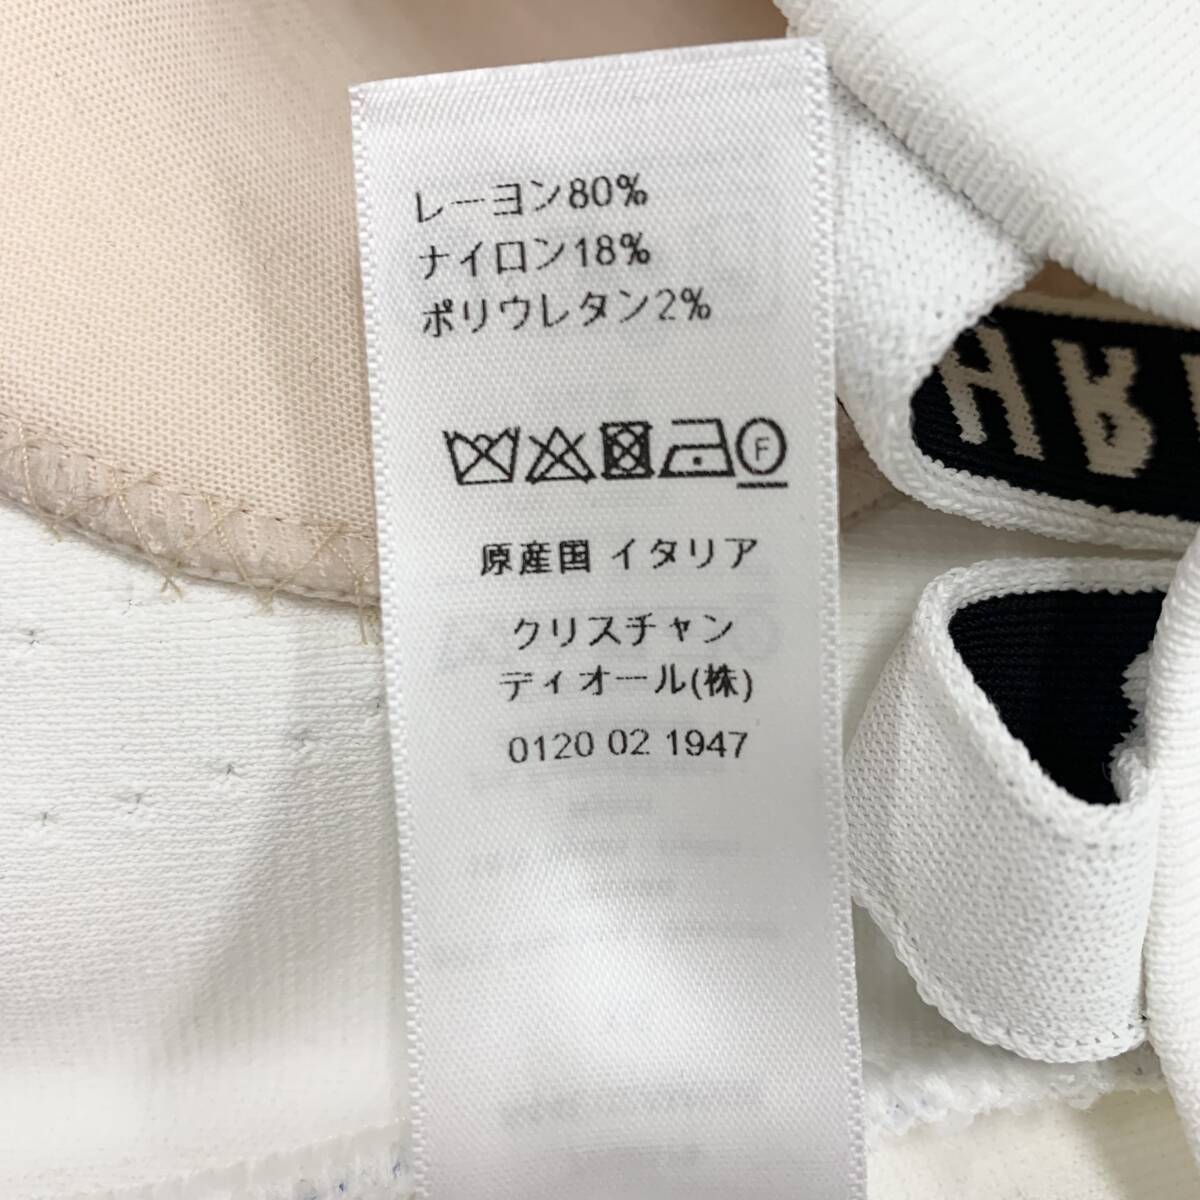 レーヨン80%
ナイロン18%
ポリウレタン2%
F
原産国 イタリア
クリスチャン
ディオール(株)
0120 02 1947
HR